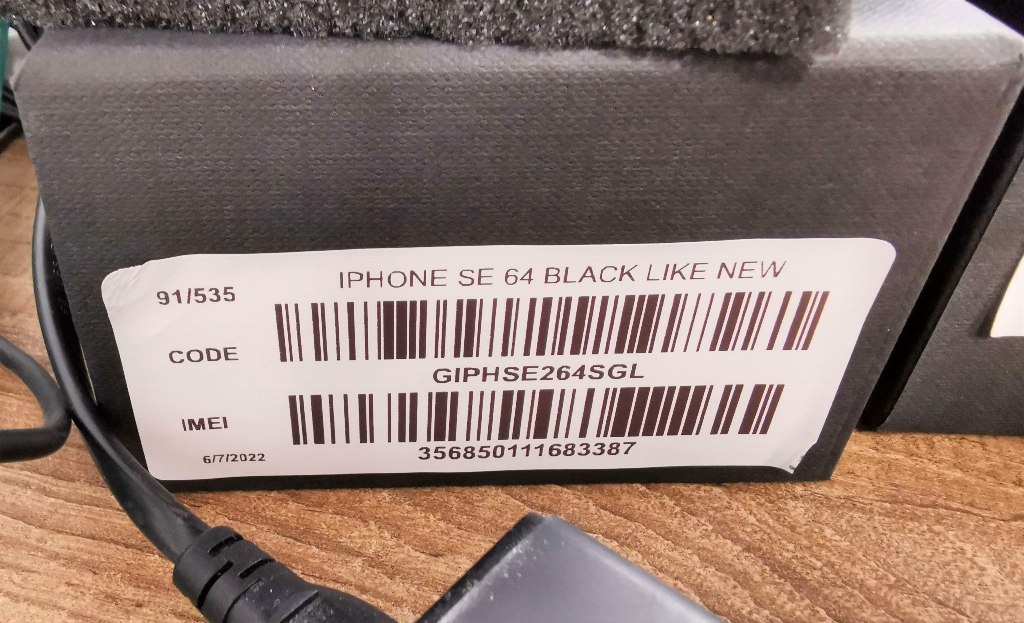 IPHONE SE 64 BLACK LIKE NEW
91/535
CODE
GIPHSE264SGL
IMEI
356850111683387
6/7/2022